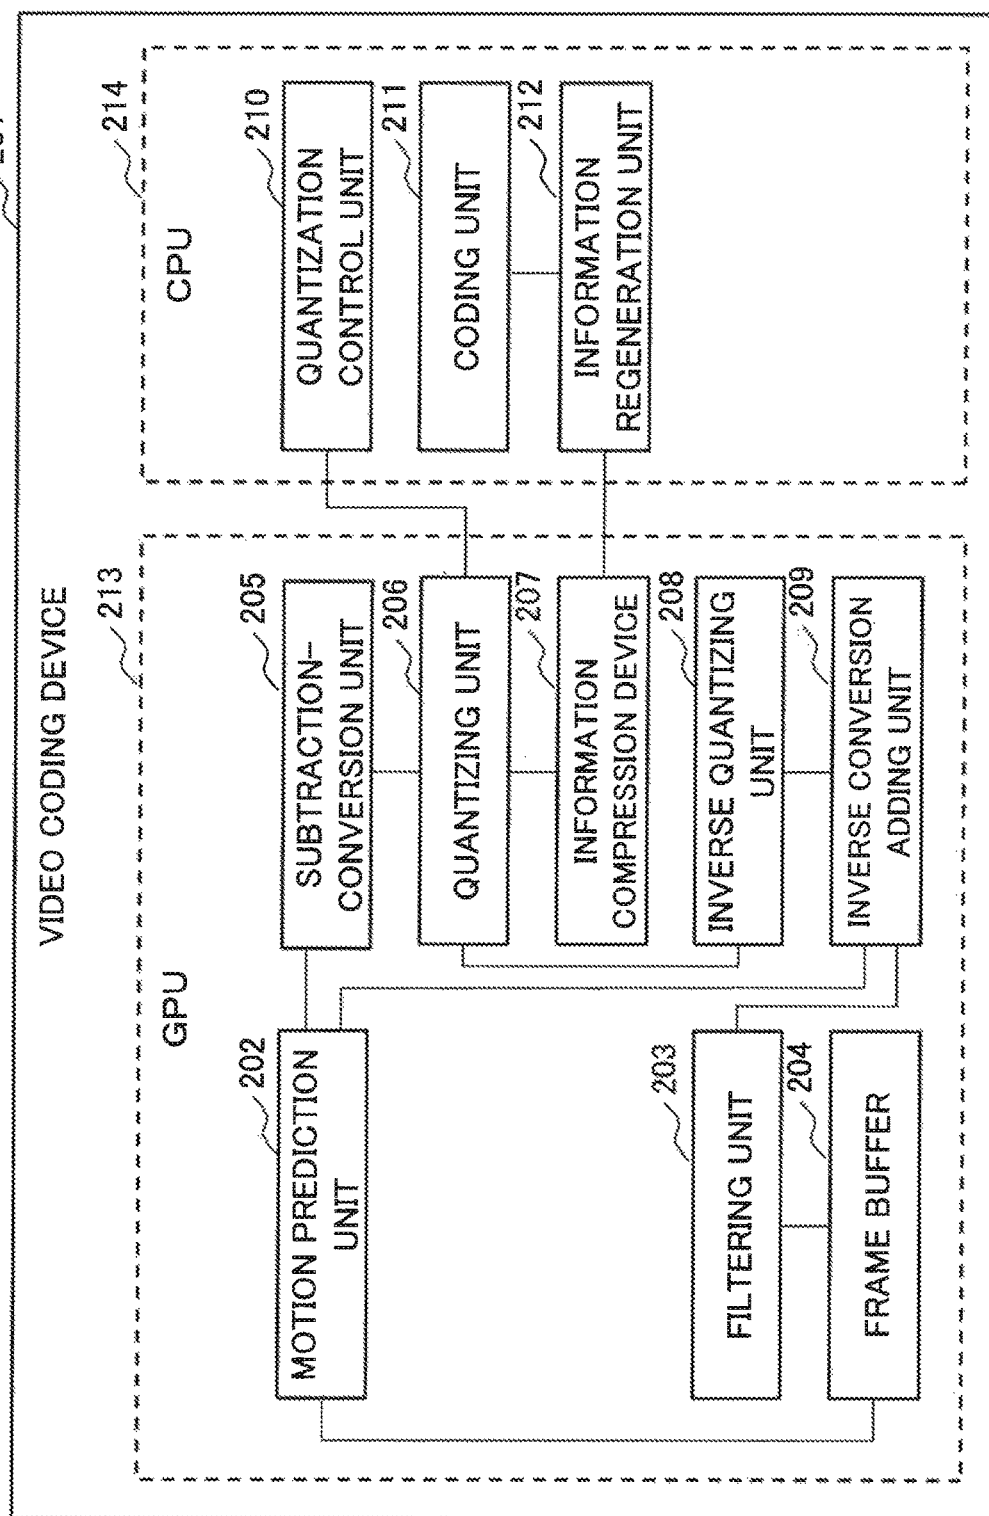 VIDEO CODING DEVICE
213
GPU
202
MOTION PREDICTION
UNIT
203
FILTERING UNIT
204
FRAME BUFFER
205
SUBTRACTION-
CONVERSION UNIT
206
QUANTIZING UNIT
207
INFORMATION
COMPRESSION DEVICE
208
INVERSE QUANTIZING
UNIT
209
INVERSE CONVERSION
ADDING UNIT
214
CPU
210
QUANTIZATION
CONTROL UNIT
211
CODING UNIT
212
INFORMATION
REGENERATION UNIT